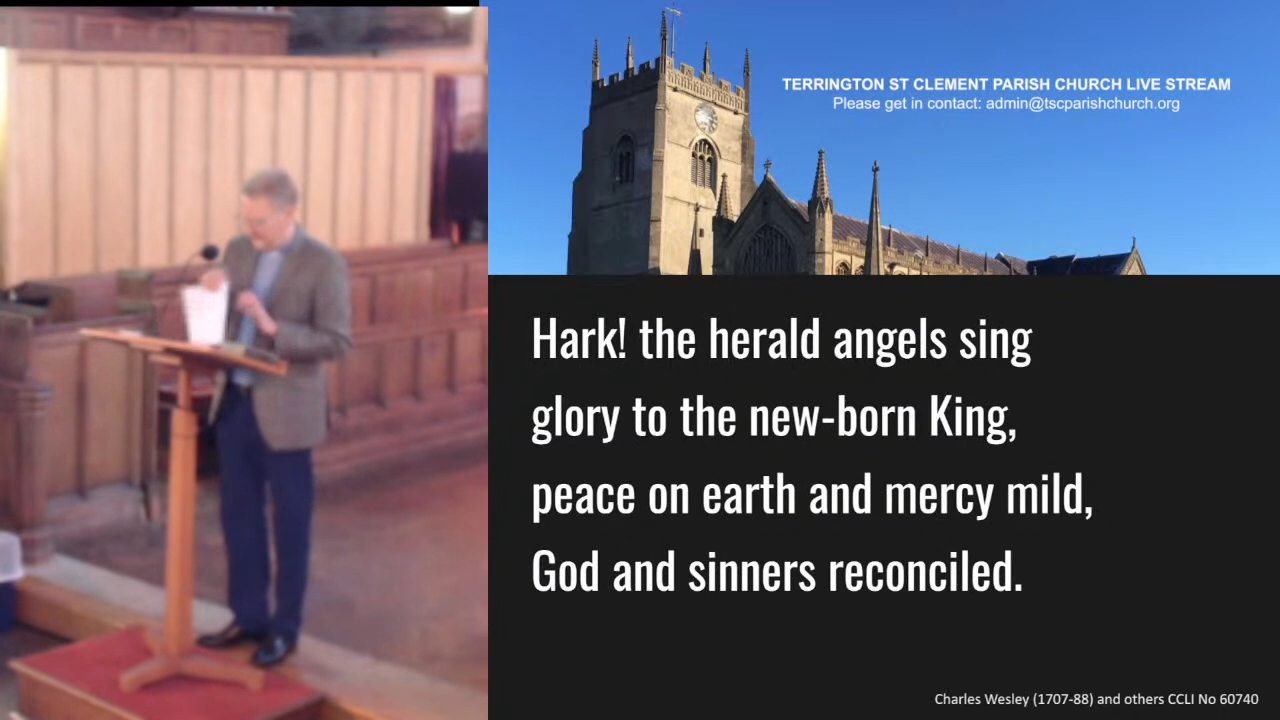 TERRINGTON ST CLEMENT PARISH CHURCH LIVE STREAM
Please get in contact: admin@tscparishchurch.org
Hark! the herald angels sing
glory to the new-born King,
peace on earth and mercy mild,
God and sinners reconciled.
Charles Wesley (1707-88) and others CCLI No 60740